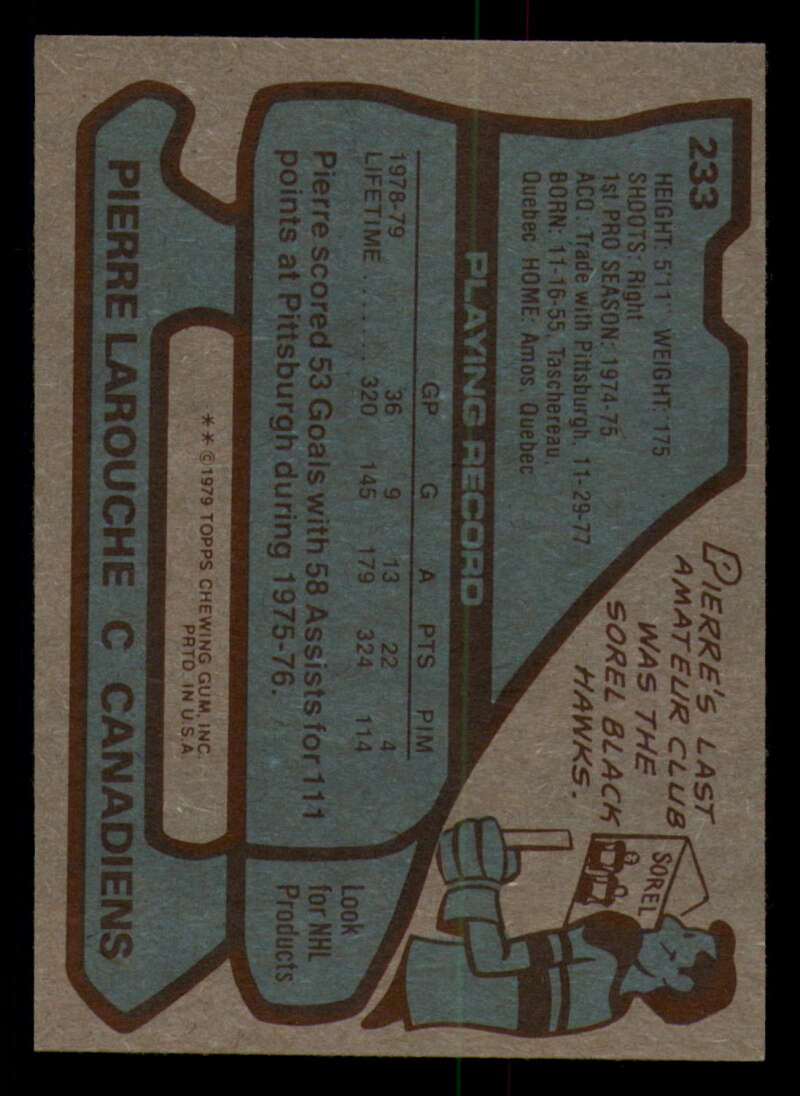 233
HEIGHT: 5'11" WEIGHT: 175
SHOOTS: Right
1st PRO SEASON: 1974-75
ACQ.: Trade with Pittsburgh, 11-29-77
BORN: 11-16-55, Taschereau,
Quebec HOME: Amos, Quebec
PIERRE'S LAST
AMATEUR CLUB
WAS THE
SOREL BLACK
HAWKS.
SOREL
PLAYING RECORD
GP G A PTS PIM
1978-79 36 9 13 22 4
LIFETIME ........ 320 145 179 324 114
Pierre scored 53 Goals with 58 Assists for 111
points at Pittsburgh during 1975-76.
Look
for NHL
Products
**©1979 TOPPS CHEWING GUM, INC.
PRTD. IN U.S.A.
PIERRE LAROUCHE C CANADIENS